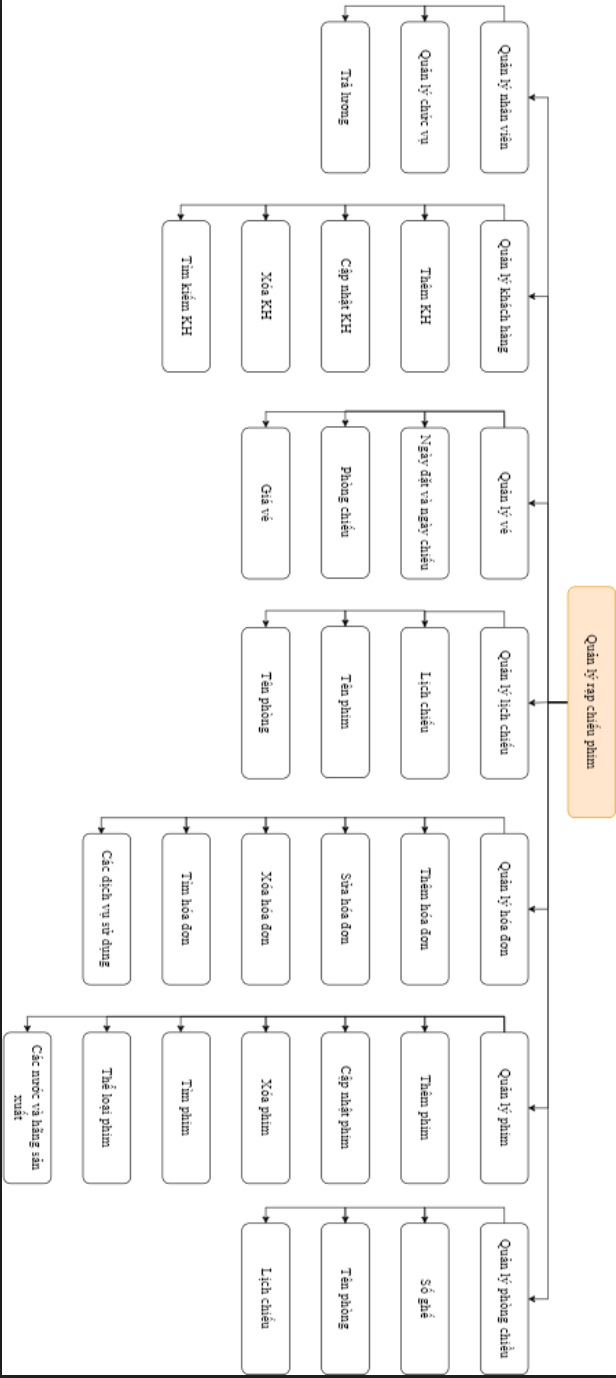 Quản lý rạp chiếu phim
Quản lý nhân viên
Quản lý chức vụ
Trả lương
Quản lý khách hàng
Thêm KH
Cập nhật KH
Xóa KH
Tìm kiếm KH
Quản lý vé
Ngày đặt và ngày chiếu
Phòng chiếu
Giá vé
Quản lý lịch chiếu
Lịch chiếu
Tên phim
Tên phòng
Quản lý hóa đơn
Thêm hóa đơn
Sửa hóa đơn
Xóa hóa đơn
Tìm hóa đơn
Các dịch vụ sử dụng
Quản lý phim
Thêm phim
Cập nhật phim
Xóa phim
Tìm phim
Thể loại phim
Các nước và hãng sản
xuất
Quản lý phòng chiếu
Số ghế
Tên phòng
Lịch chiếu